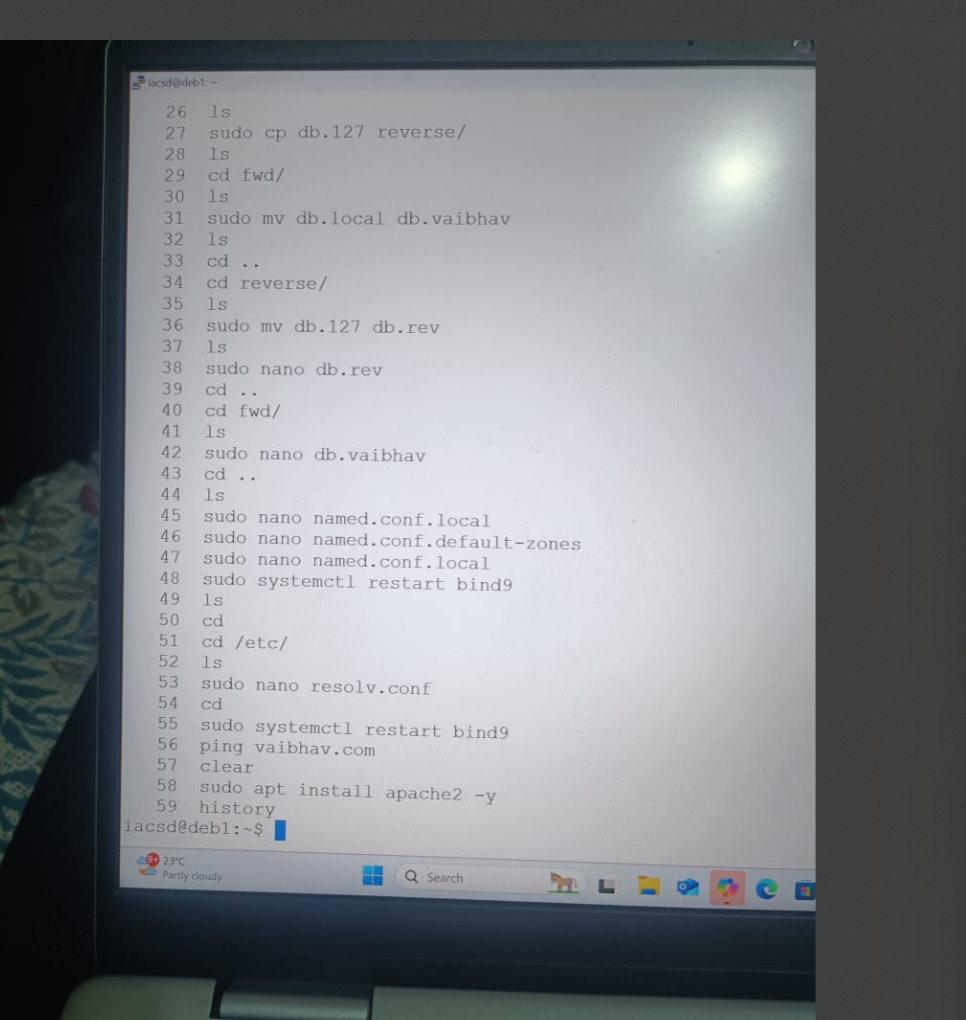 iacsd@deb1: ~
26 ls
27 sudo cp db.127 reverse/
28 ls
29 cd fwd/
30 ls
31 sudo mv db.local db.vaibhav
32 ls
33 cd ..
34 cd reverse/
35 ls
36 sudo mv db.127 db.rev
37 ls
38 sudo nano db.rev
39 cd ..
40 cd fwd/
41 ls
42 sudo nano db.vaibhav
43 cd ..
44 ls
45 sudo nano named.conf.local
46 sudo nano named.conf.default-zones
47 sudo nano named.conf.local
48 sudo systemctl restart bind9
49 ls
50 cd
51 cd /etc/
52 ls
53 sudo nano resolv.conf
54 cd
55 sudo systemctl restart bind9
56 ping vaibhav.com
57 clear
58 sudo apt install apache2 -y
59 history
iacsd@deb1:~$
9+ 23°C
Partly cloudy
Search